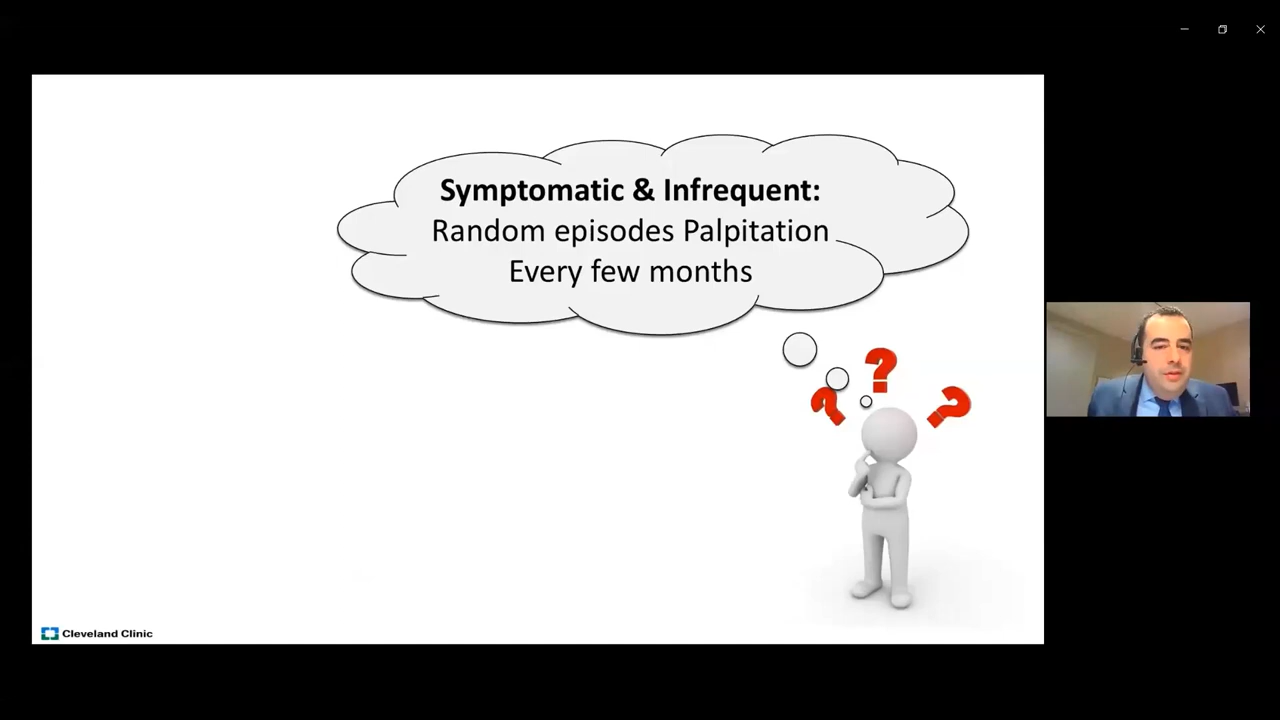 Symptomatic & Infrequent:
Random episodes Palpitation
Every few months
? ? ?
Cleveland Clinic